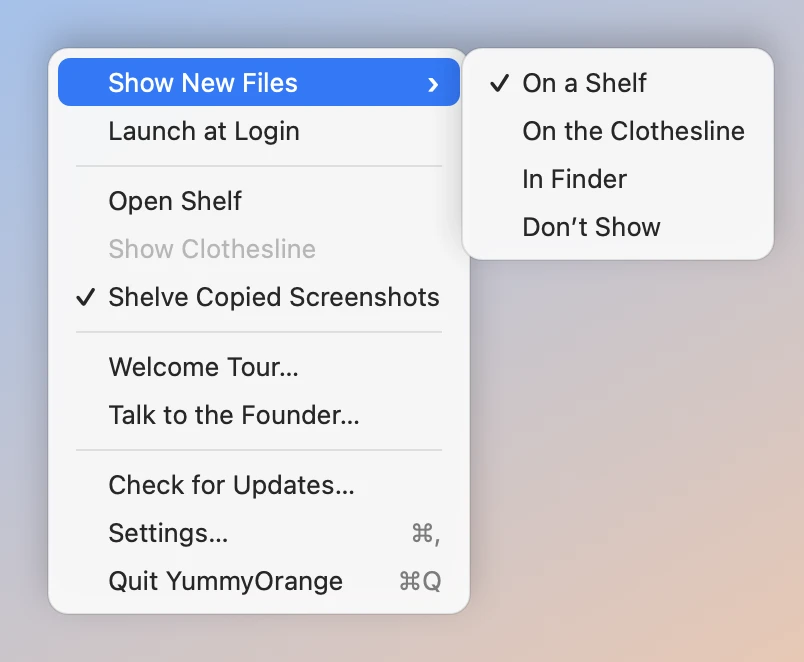 Show New Files
Launch at Login
Open Shelf
Show Clothesline
✓ Shelve Copied Screenshots
Welcome Tour...
Talk to the Founder...
Check for Updates...
Settings... ⌘,
Quit YummyOrange ⌘Q
✓ On a Shelf
On the Clothesline
In Finder
Don’t Show